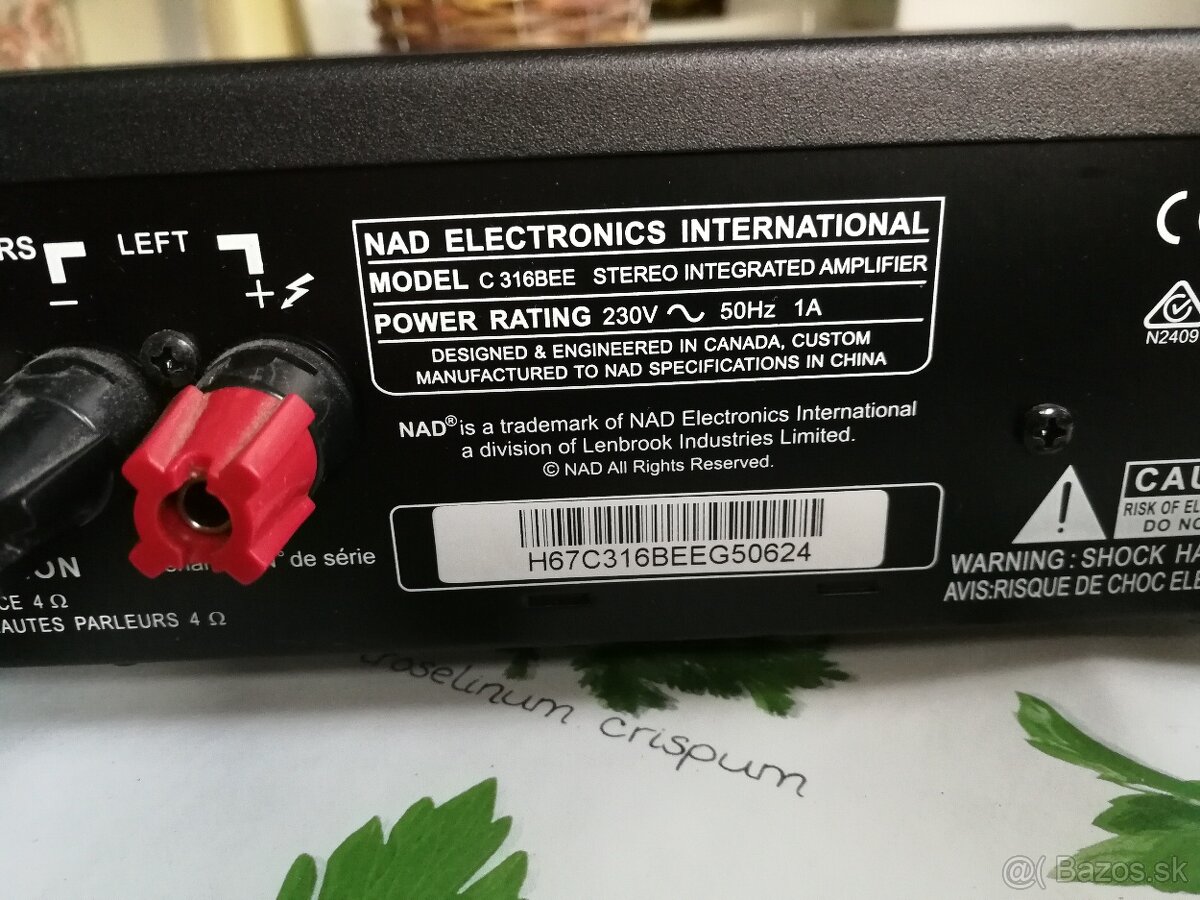 RS
LEFT
− +
NAD ELECTRONICS INTERNATIONAL
MODEL C 316BEE STEREO INTEGRATED AMPLIFIER
POWER RATING 230V ∿ 50Hz 1A
DESIGNED & ENGINEERED IN CANADA, CUSTOM
MANUFACTURED TO NAD SPECIFICATIONS IN CHINA
NAD® is a trademark of NAD Electronics International
a division of Lenbrook Industries Limited.
© NAD All Rights Reserved.
H67C316BEEG50624
de série
ION
CE 4 Ω
AUTES PARLEURS 4 Ω
C
N2409
CAU
RISK OF EL
DO NO
WARNING : SHOCK HA
AVIS:RISQUE DE CHOC ELE
roselinum crispum
@( Bazos.sk